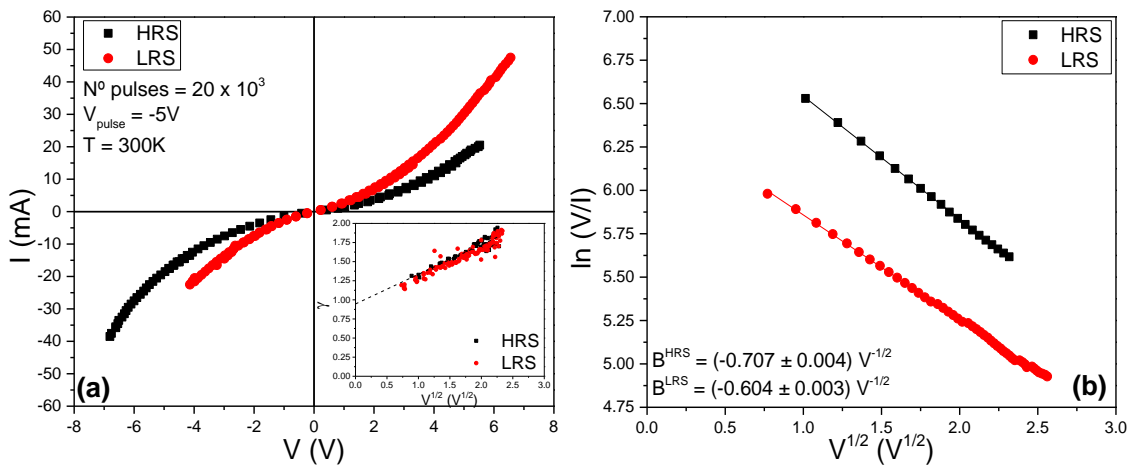 60
50
40
30
20
10
0
-10
-20
-30
-40
-50
-60
I (mA)
HRS
LRS
Nº pulses = 20 x 10³
V_pulse = -5V
T = 300K
(a)
-8 -6 -4 -2 0 2 4 6 8
V (V)
2.00
1.75
1.50
1.25
1.00
0.75
0.50
0.25
0.00
γ
HRS
LRS
0.0 0.5 1.0 1.5 2.0 2.5 3.0
V^1/2 (V^1/2)
7.00
6.75
6.50
6.25
6.00
5.75
5.50
5.25
5.00
4.75
ln (V/I)
HRS
LRS
B^HRS = (-0.707 ± 0.004) V^-1/2
B^LRS = (-0.604 ± 0.003) V^-1/2
(b)
0.0 0.5 1.0 1.5 2.0 2.5 3.0
V^1/2 (V^1/2)